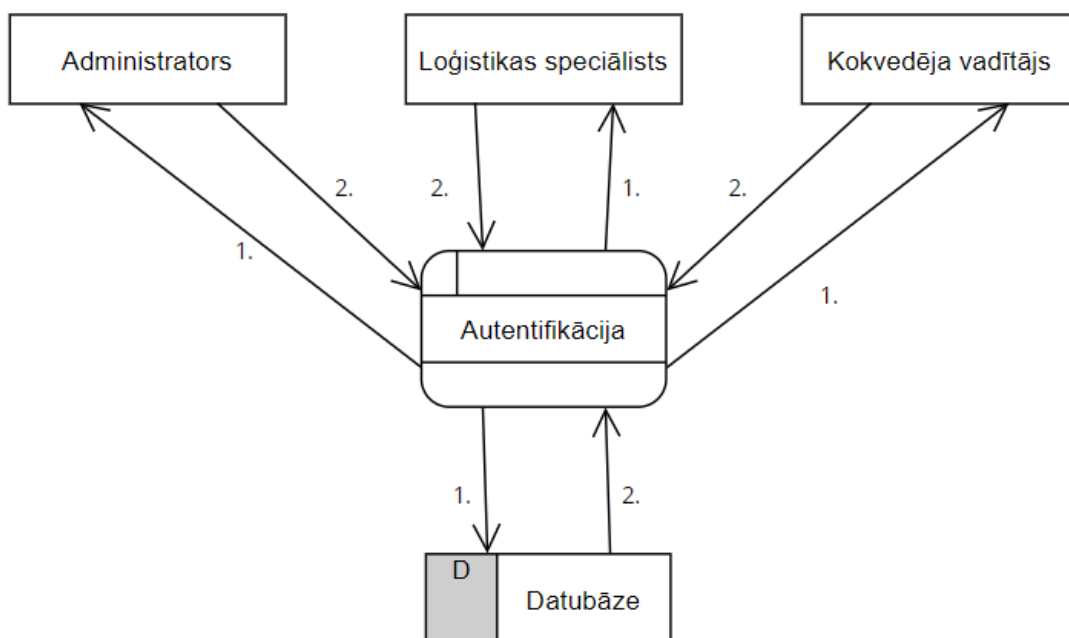 Administrators
Loģistikas speciālists
Kokvedēja vadītājs
2.
2.
1.
2.
1.
1.
Autentifikācija
1.
2.
D
Datubāze